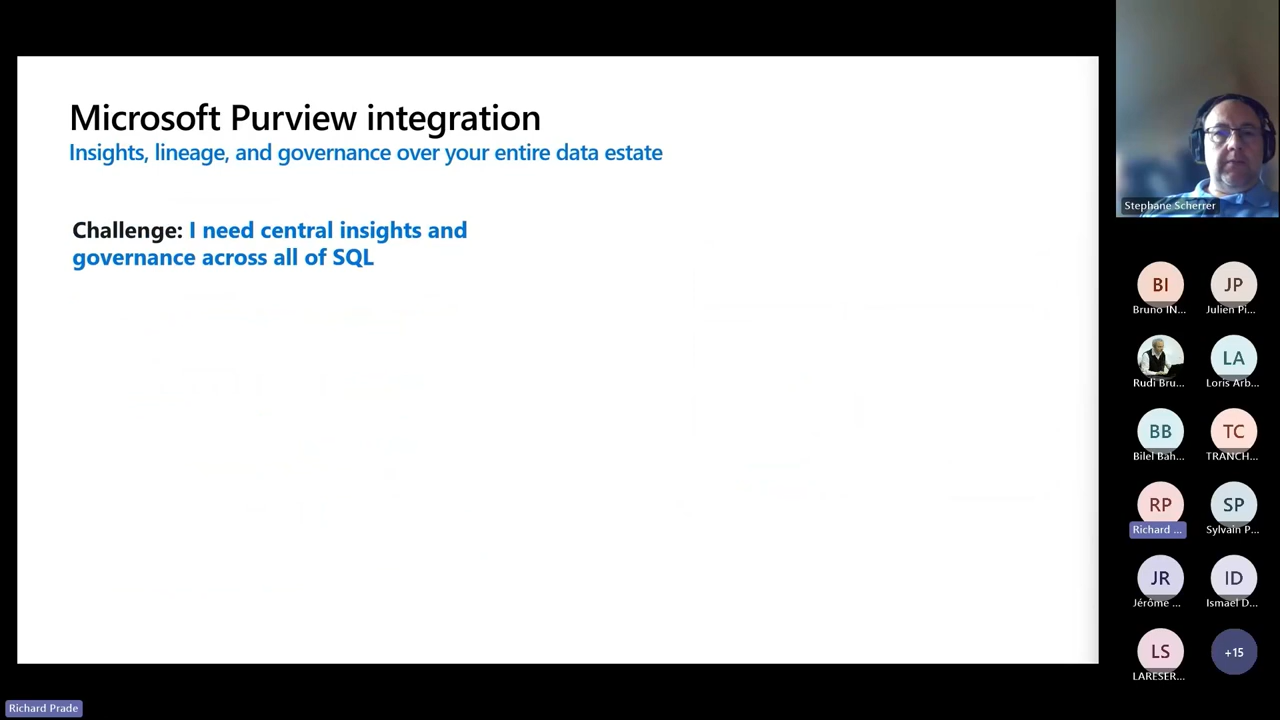 Microsoft Purview integration
Insights, lineage, and governance over your entire data estate
Challenge: I need central insights and
governance across all of SQL
Stephane Scherrer
BI
JP
Bruno IN...
Julien Pi...
Rudi Bru...
LA
Loris Arb...
BB
TC
Bilel Bah...
TRANCH...
RP
SP
Richard ...
Sylvain P...
JR
ID
Jérôme ...
Ismael D...
LS
+15
LARESER...
Richard Prade